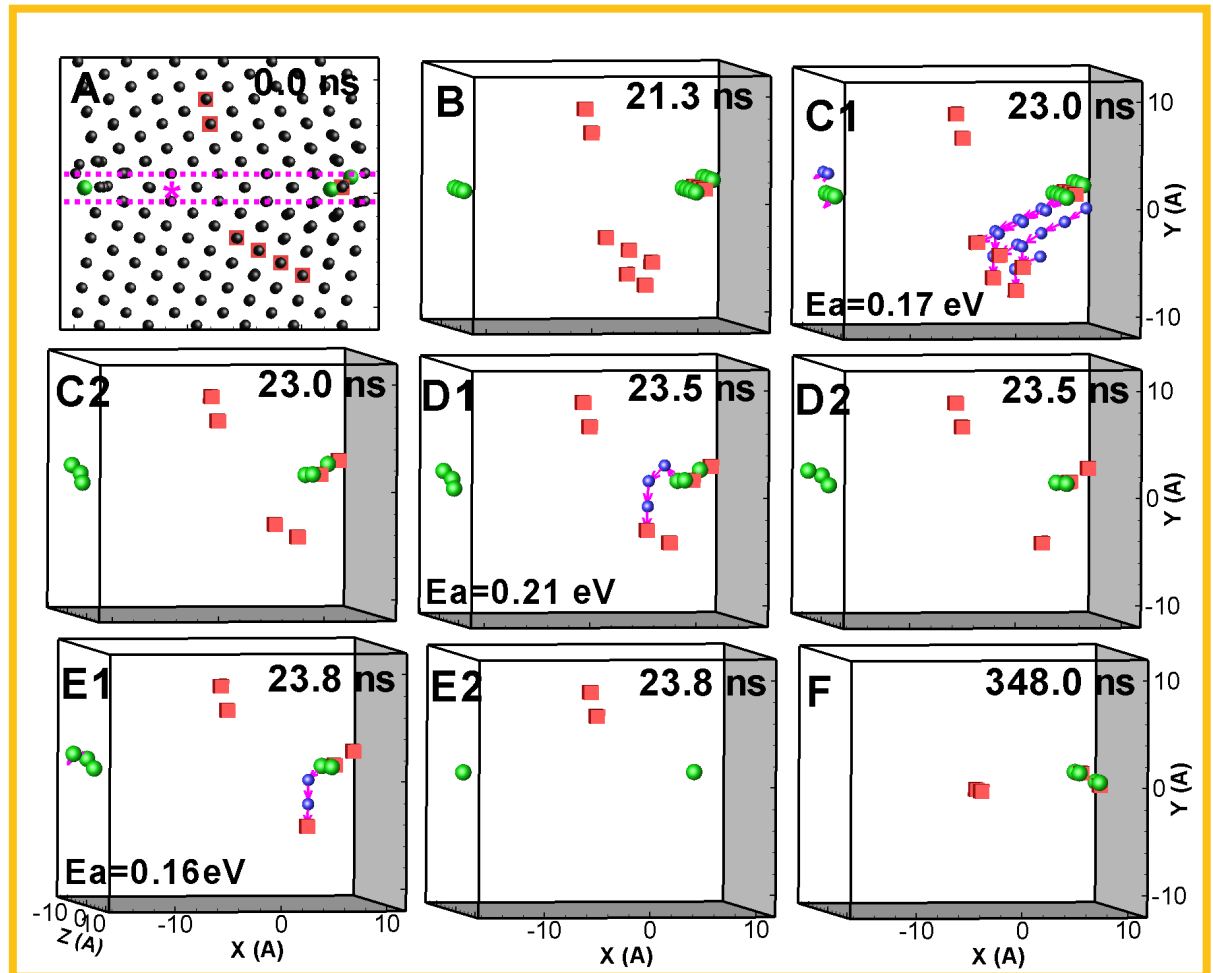 A
0.0 ns
B
21.3 ns
C1
23.0 ns
10
0
-10
Y (A)
Ea=0.17 eV
C2
23.0 ns
D1
23.5 ns
Ea=0.21 eV
D2
23.5 ns
10
0
-10
Y (A)
E1
23.8 ns
Ea=0.16eV
E2
23.8 ns
F
348.0 ns
10
0
-10
Y (A)
-10 0 10
Z (A)
-10 0 10
X (A)
-10 0 10
X (A)
-10 0 10
X (A)